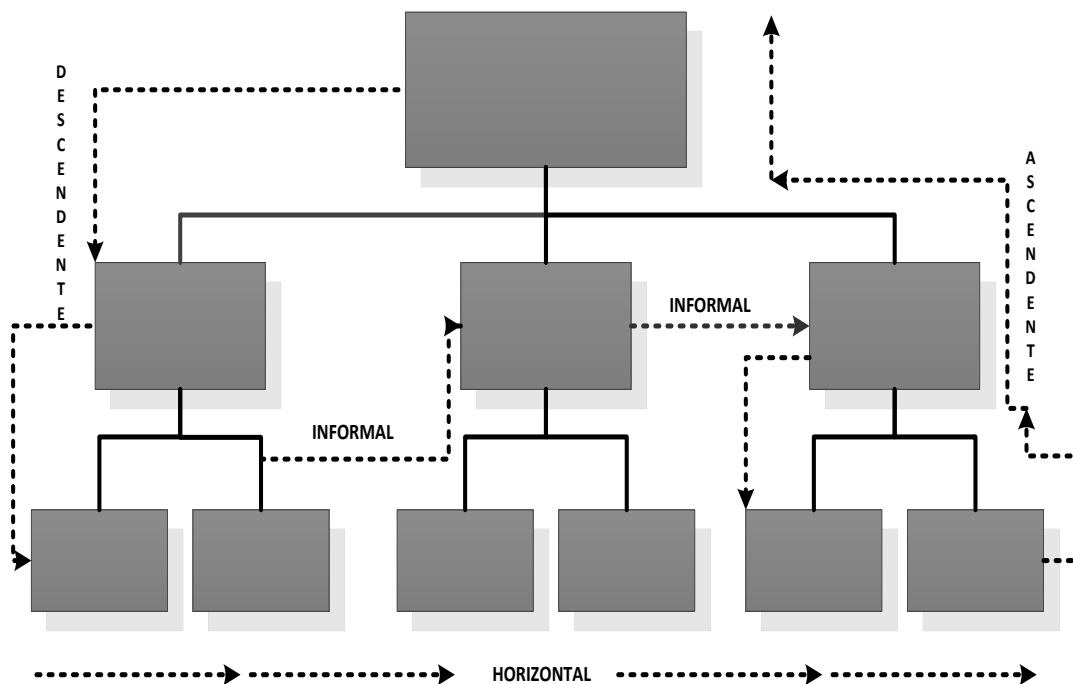 DESCENDENTE
ASCENDENTE
INFORMAL
INFORMAL
HORIZONTAL